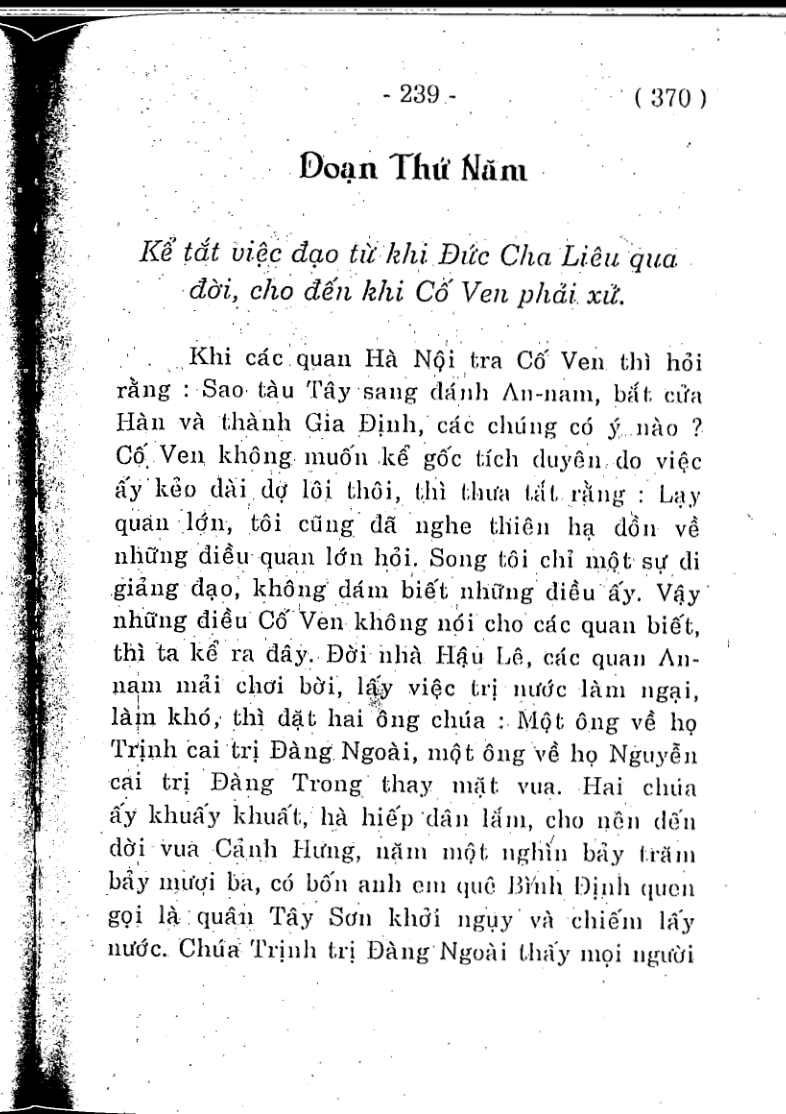 - 239 -
( 370 )
Đoạn Thứ Năm
Kể tắt việc đạo từ khi Đức Cha Liêu qua
đời, cho đến khi Cố Ven phải xử.
Khi các quan Hà Nội tra Cố Ven thì hỏi
rằng : Sao tàu Tây sang đánh An-nam, bắt cửa
Hàn và thành Gia Định, các chúng có ý nào ?
Cố Ven không muốn kể gốc tích duyên do việc
ấy kẻo dài dợ lôi thôi, thì thưa tắt rằng : Lạy
quan lớn, tôi cũng đã nghe thiên hạ dồn về
những điều quan lớn hỏi. Song tôi chỉ một sự đi
giảng đạo, không dám biết những điều ấy. Vậy
những điều Cố Ven không nói cho các quan biết,
thì ta kể ra đây. Đời nhà Hậu Lê, các quan An-
nam mải chơi bời, lấy việc trị nước làm ngại,
làm khó, thì đặt hai ông chúa : Một ông về họ
Trịnh cai trị Đàng Ngoài, một ông về họ Nguyễn
cai trị Đàng Trong thay mặt vua. Hai chúa
ấy khuấy khuất, hà hiếp dân lắm, cho nên đến
đời vua Cảnh Hưng, năm một nghìn bảy trăm
bảy mươi ba, có bốn anh em quê Bình Định quen
gọi là quân Tây Sơn khởi ngụy và chiếm lấy
nước. Chúa Trịnh trị Đàng Ngoài thấy mọi người